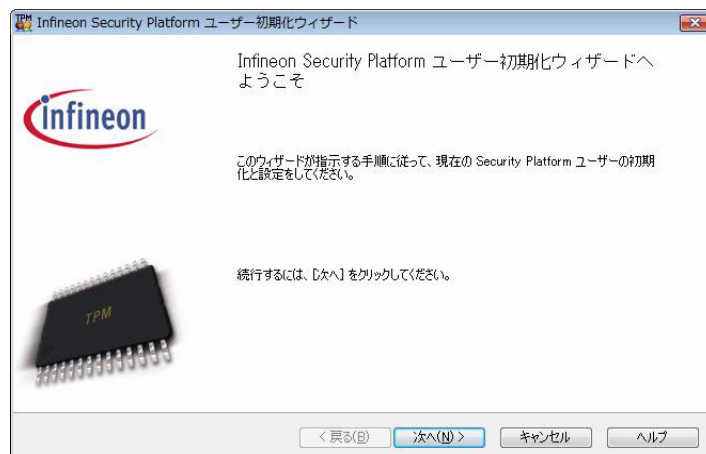 Infineon Security Platform ユーザー初期化ウィザード
Infineon Security Platform ユーザー初期化ウィザードへ
ようこそ
infineon
このウィザードが指示する手順に従って、現在の Security Platform ユーザーの初期
化と設定をしてください。
続行するには、[次へ] をクリックしてください。
TPM
< 戻る(B)
次へ(N) >
キャンセル
ヘルプ